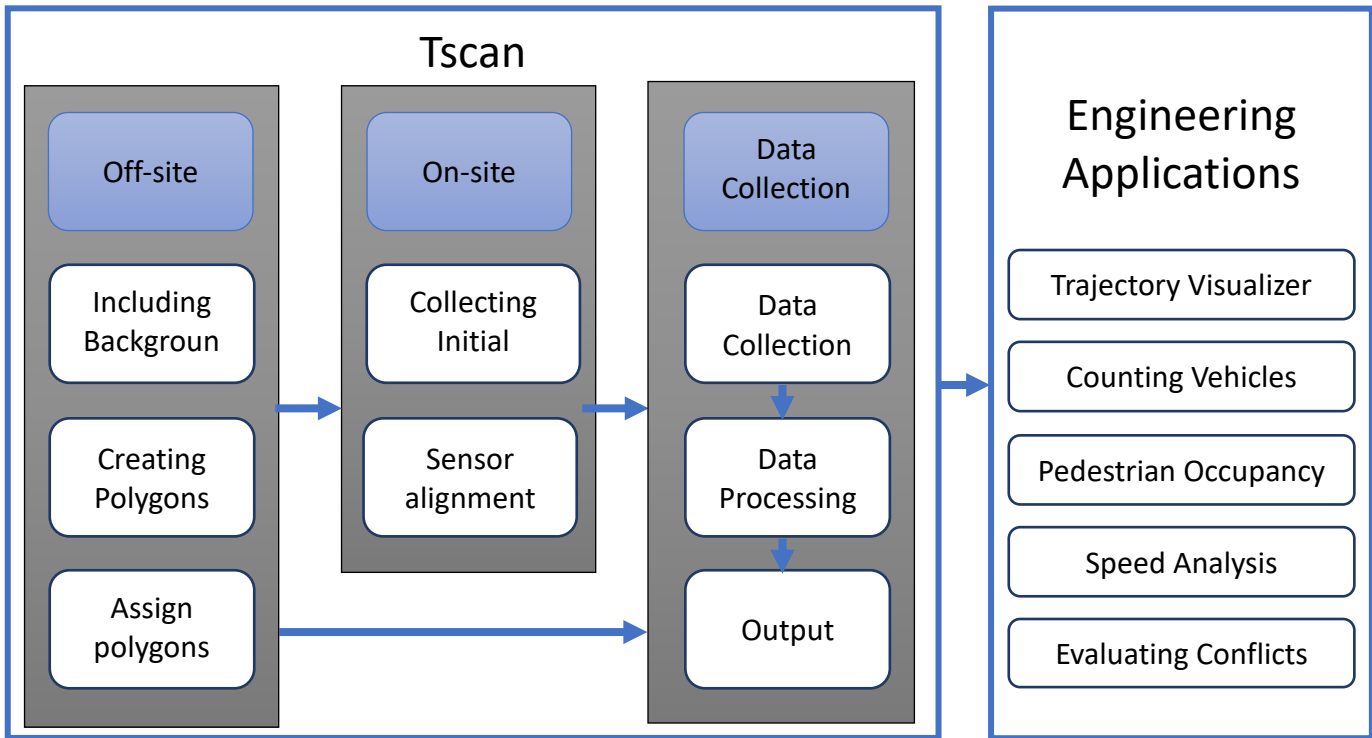 Tscan
Off-site
Including
Backgroun
Creating
Polygons
Assign
polygons
On-site
Collecting
Initial
Sensor
alignment
Data
Collection
Data
Collection
Data
Processing
Output
Engineering
Applications
Trajectory Visualizer
Counting Vehicles
Pedestrian Occupancy
Speed Analysis
Evaluating Conflicts